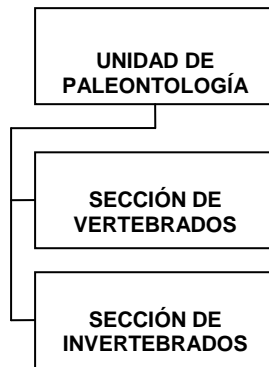 UNIDAD DE
PALEONTOLOGÍA
SECCIÓN DE
VERTEBRADOS
SECCIÓN DE
INVERTEBRADOS